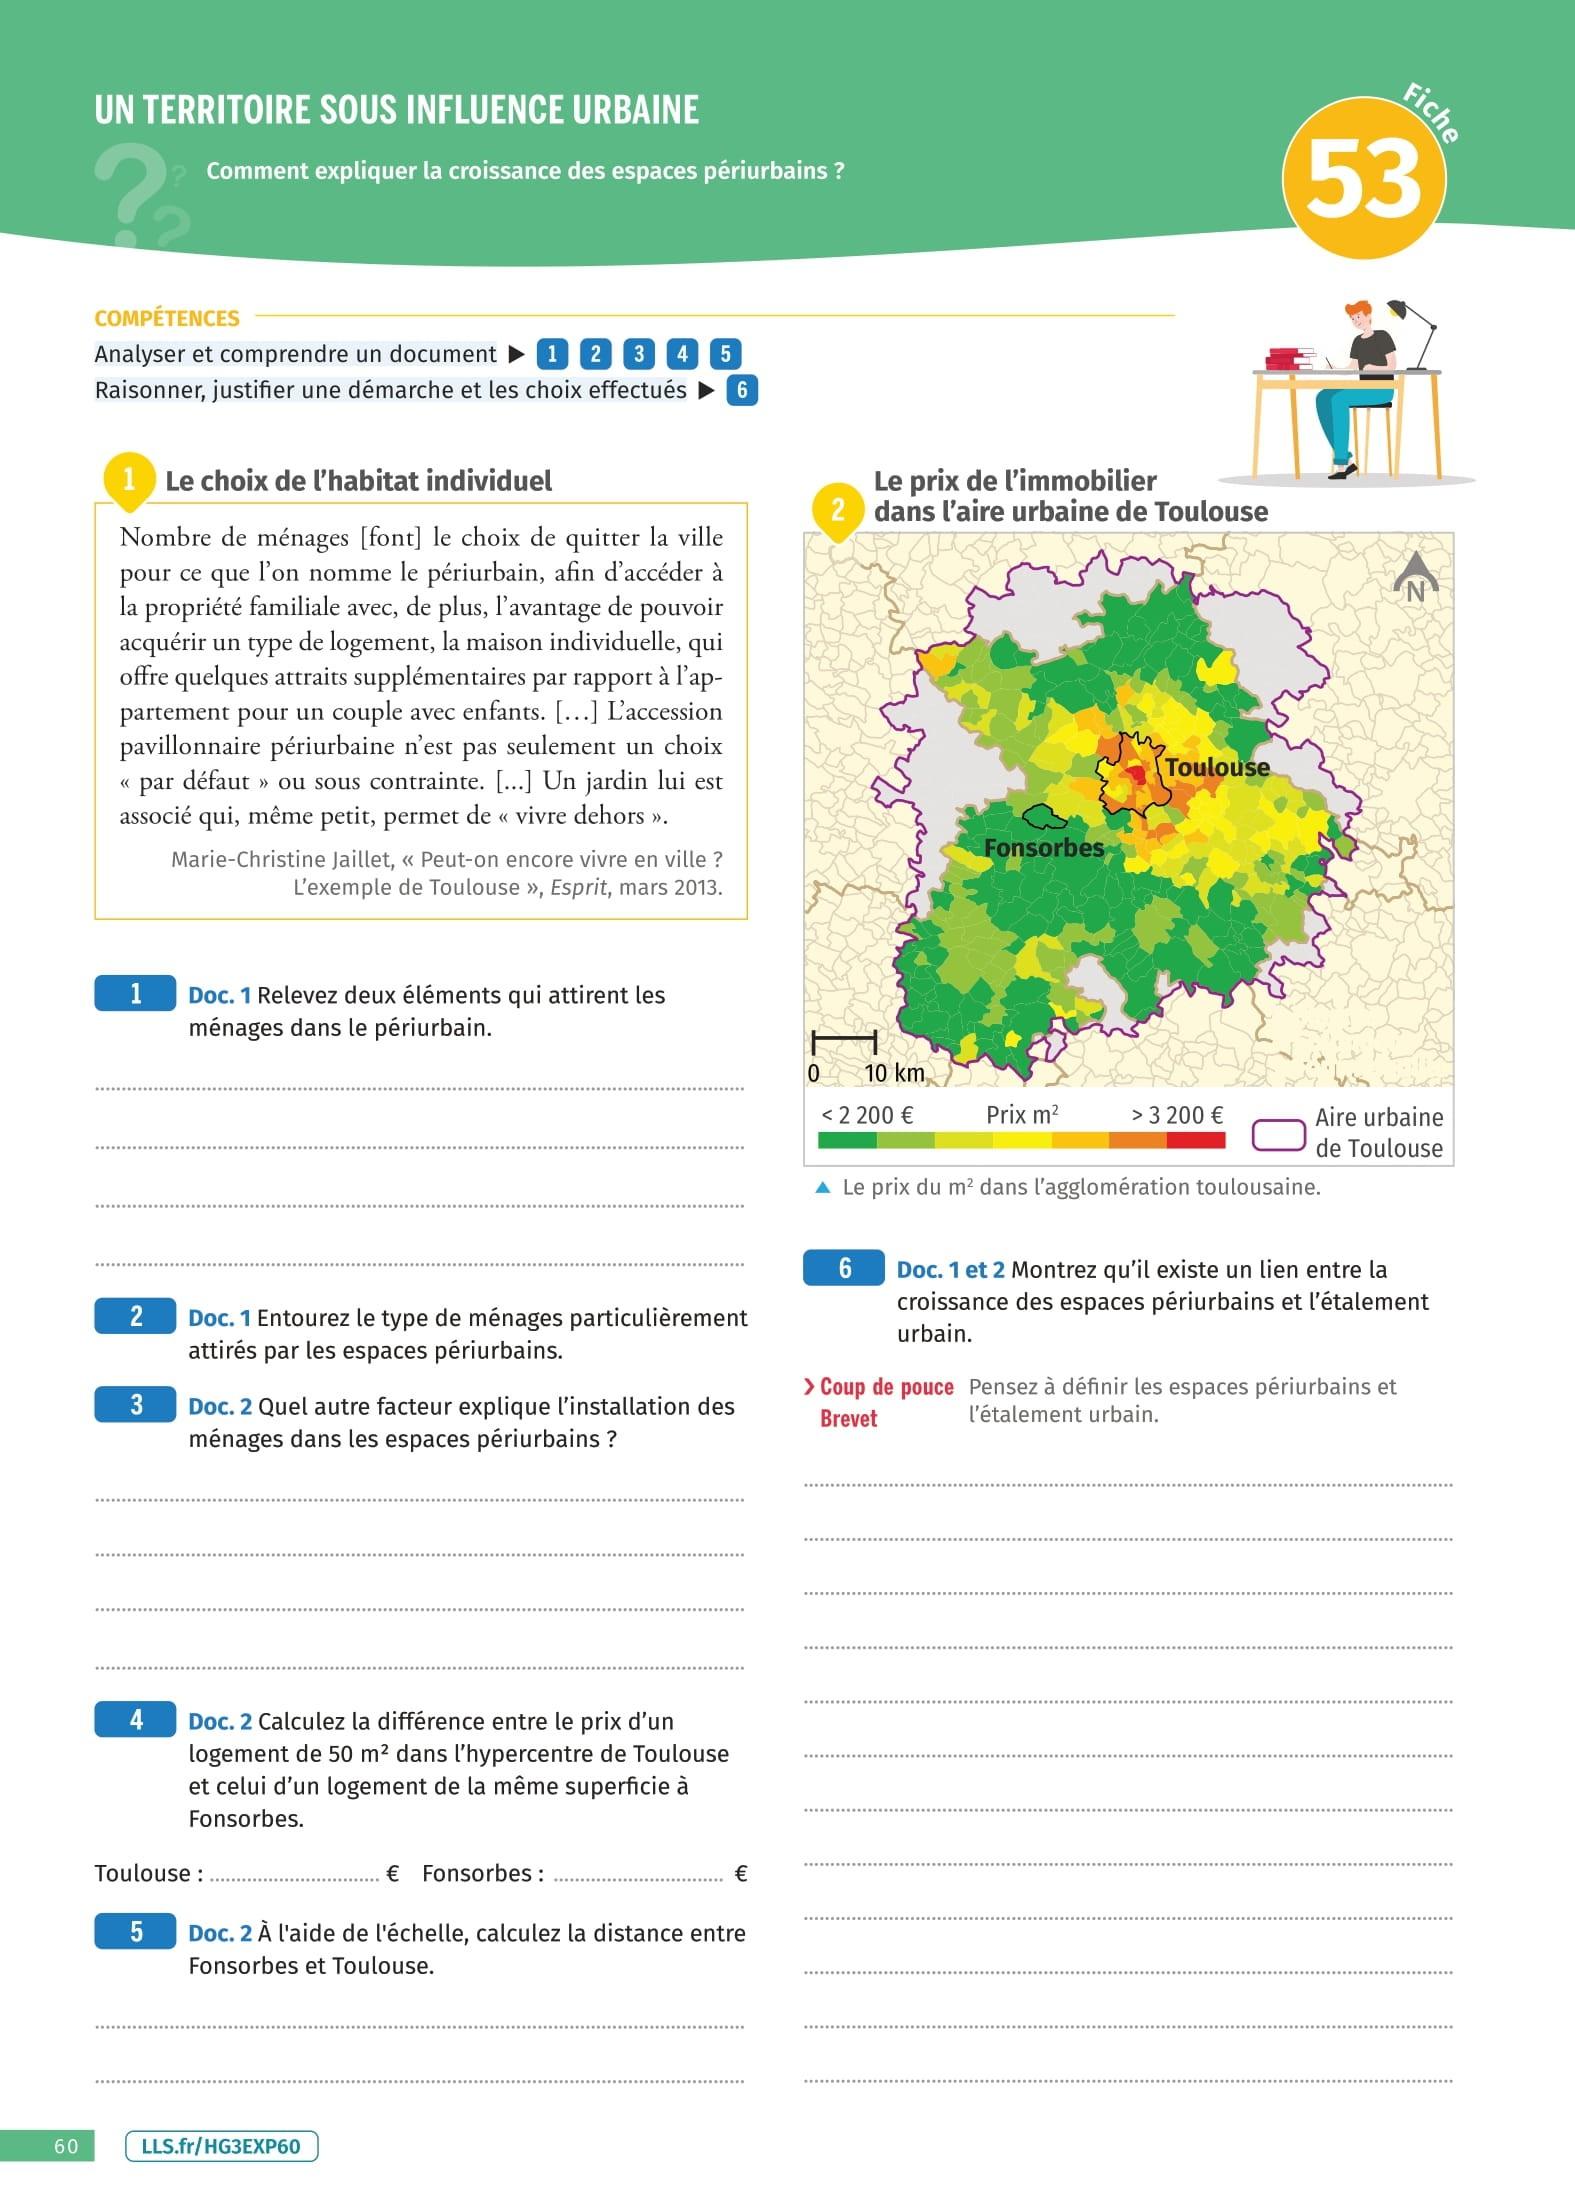 UN TERRITOIRE SOUS INFLUENCE URBAINE
Comment expliquer la croissance des espaces périurbains ?
Fiche
53
COMPÉTENCES
Analyser et comprendre un document ▶ 1 2 3 4 5
Raisonner, justifier une démarche et les choix effectués ▶ 6
1 Le choix de l'habitat individuel
Nombre de ménages [font] le choix de quitter la ville
pour ce que l'on nomme le périurbain, afin d'accéder à
la propriété familiale avec, de plus, l'avantage de pouvoir
acquérir un type de logement, la maison individuelle, qui
offre quelques attraits supplémentaires par rapport à l'ap-
partement pour un couple avec enfants. […] L'accession
pavillonnaire périurbaine n'est pas seulement un choix
« par défaut » ou sous contrainte. [...] Un jardin lui est
associé qui, même petit, permet de « vivre dehors ».
Marie-Christine Jaillet, « Peut-on encore vivre en ville ?
L'exemple de Toulouse », Esprit, mars 2013.
1 Doc. 1 Relevez deux éléments qui attirent les
ménages dans le périurbain.
2 Doc. 1 Entourez le type de ménages particulièrement
attirés par les espaces périurbains.
3 Doc. 2 Quel autre facteur explique l'installation des
ménages dans les espaces périurbains ?
4 Doc. 2 Calculez la différence entre le prix d'un
logement de 50 m² dans l'hypercentre de Toulouse
et celui d'un logement de la même superficie à
Fonsorbes.
Toulouse : .............................. € Fonsorbes : .............................. €
5 Doc. 2 À l'aide de l'échelle, calculez la distance entre
Fonsorbes et Toulouse.
2 Le prix de l'immobilier
dans l'aire urbaine de Toulouse
N
Toulouse
Fonsorbes
0 10 km
< 2 200 € Prix m² > 3 200 €
Aire urbaine
de Toulouse
▲ Le prix du m² dans l'agglomération toulousaine.
6 Doc. 1 et 2 Montrez qu'il existe un lien entre la
croissance des espaces périurbains et l'étalement
urbain.
› Coup de pouce Pensez à définir les espaces périurbains et
Brevet l'étalement urbain.
60
LLS.fr/HG3EXP60